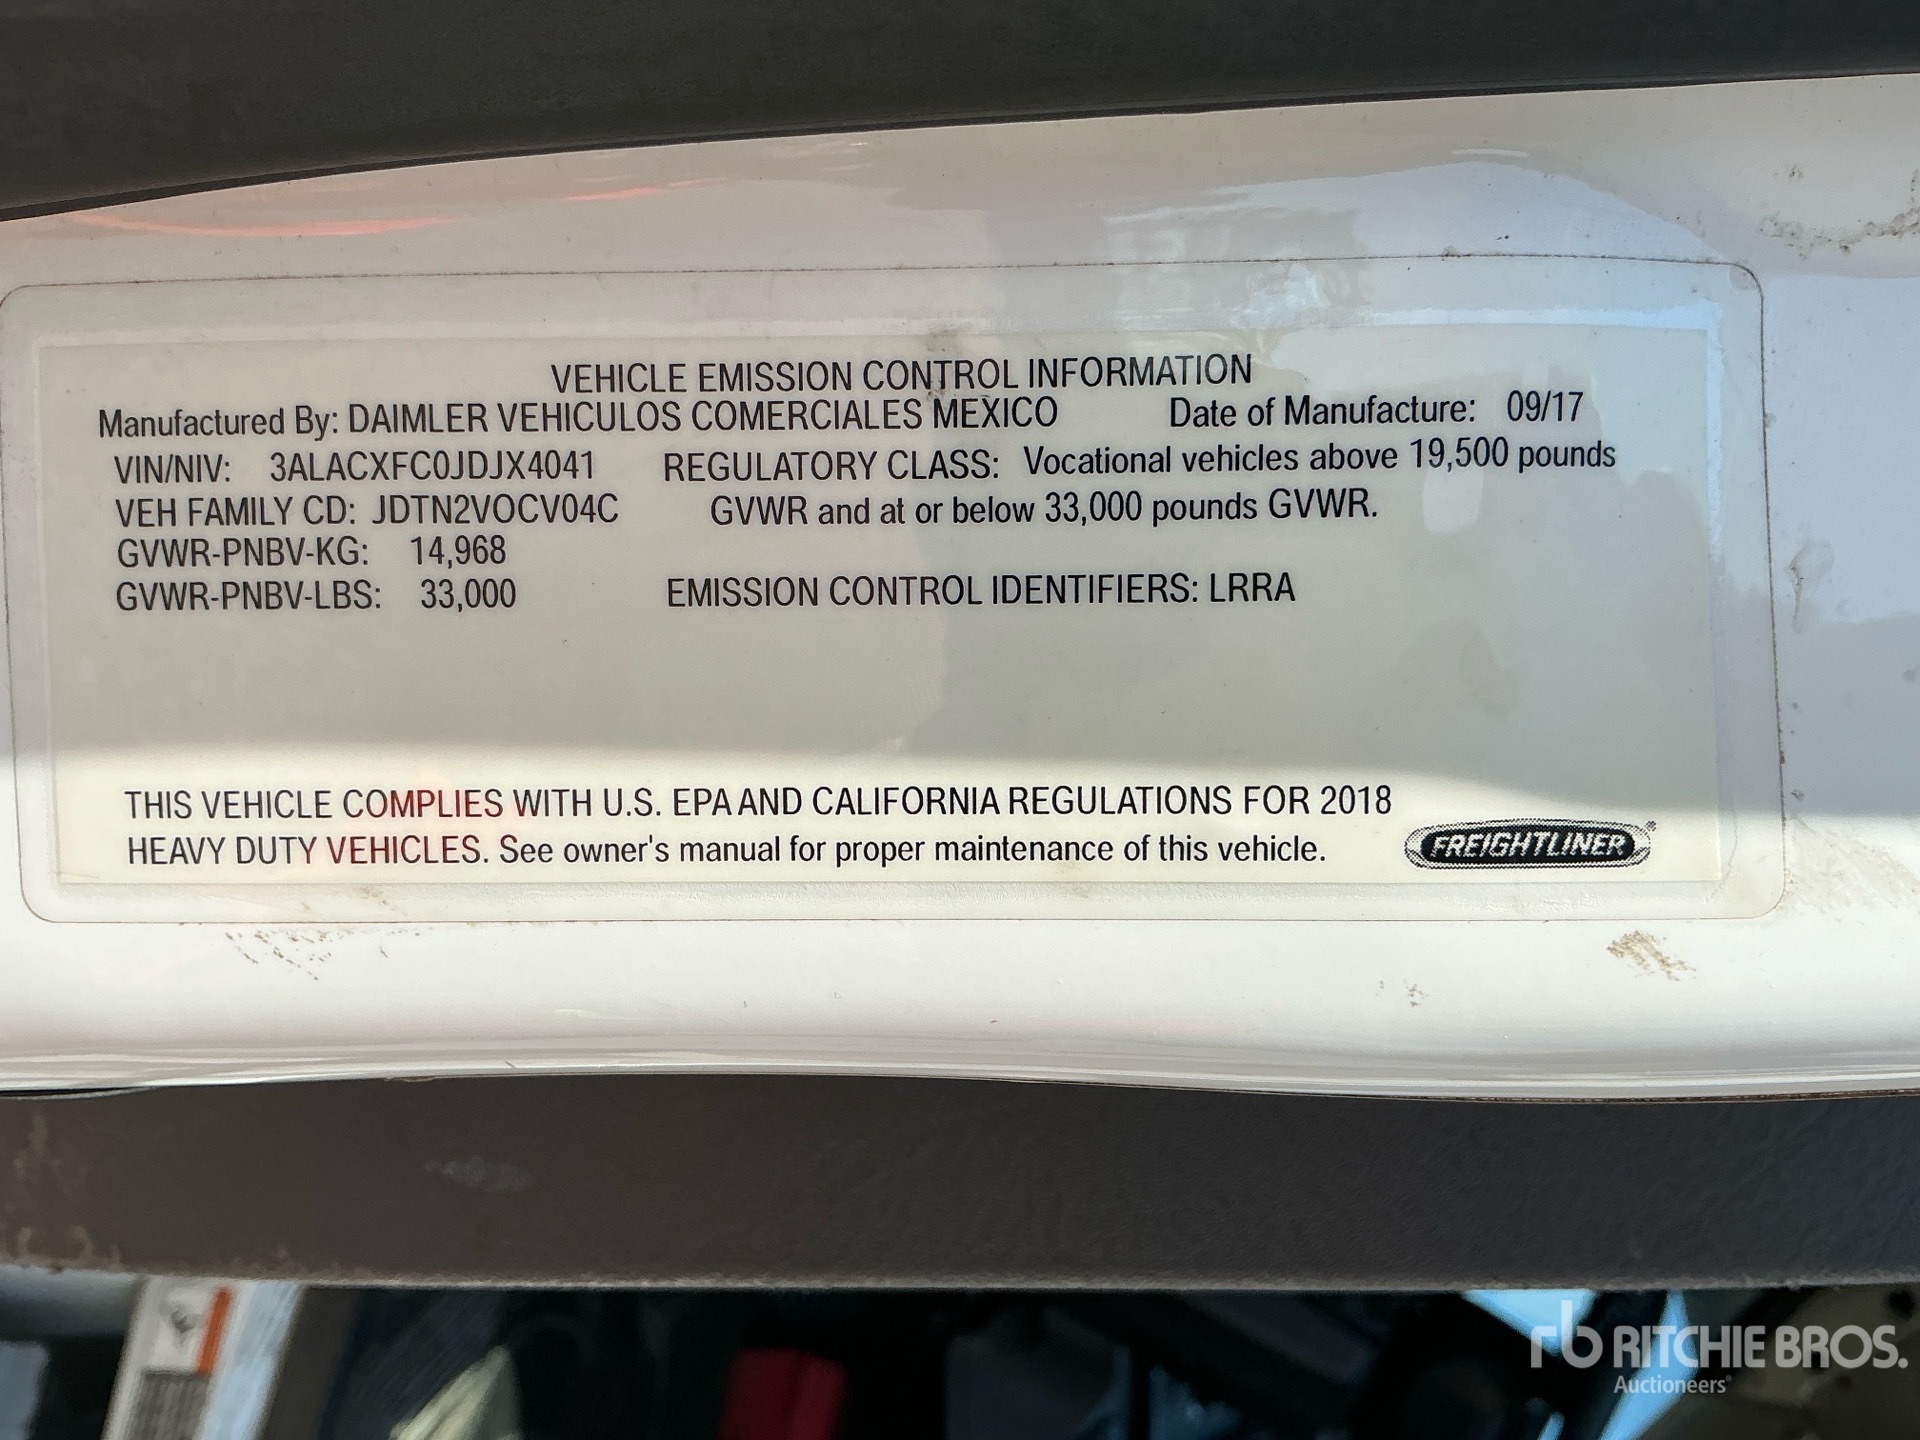 VEHICLE EMISSION CONTROL INFORMATION
Manufactured By: DAIMLER VEHICULOS COMERCIALES MEXICO Date of Manufacture: 09/17
VIN/NIV: 3ALACXFC0JDJX4041 REGULATORY CLASS: Vocational vehicles above 19,500 pounds
VEH FAMILY CD: JDTN2VOCV04C GVWR and at or below 33,000 pounds GVWR.
GVWR-PNBV-KG: 14,968
GVWR-PNBV-LBS: 33,000 EMISSION CONTROL IDENTIFIERS: LRRA
THIS VEHICLE COMPLIES WITH U.S. EPA AND CALIFORNIA REGULATIONS FOR 2018
HEAVY DUTY VEHICLES. See owner's manual for proper maintenance of this vehicle.
FREIGHTLINER®
rb RITCHIE BROS.
Auctioneers®